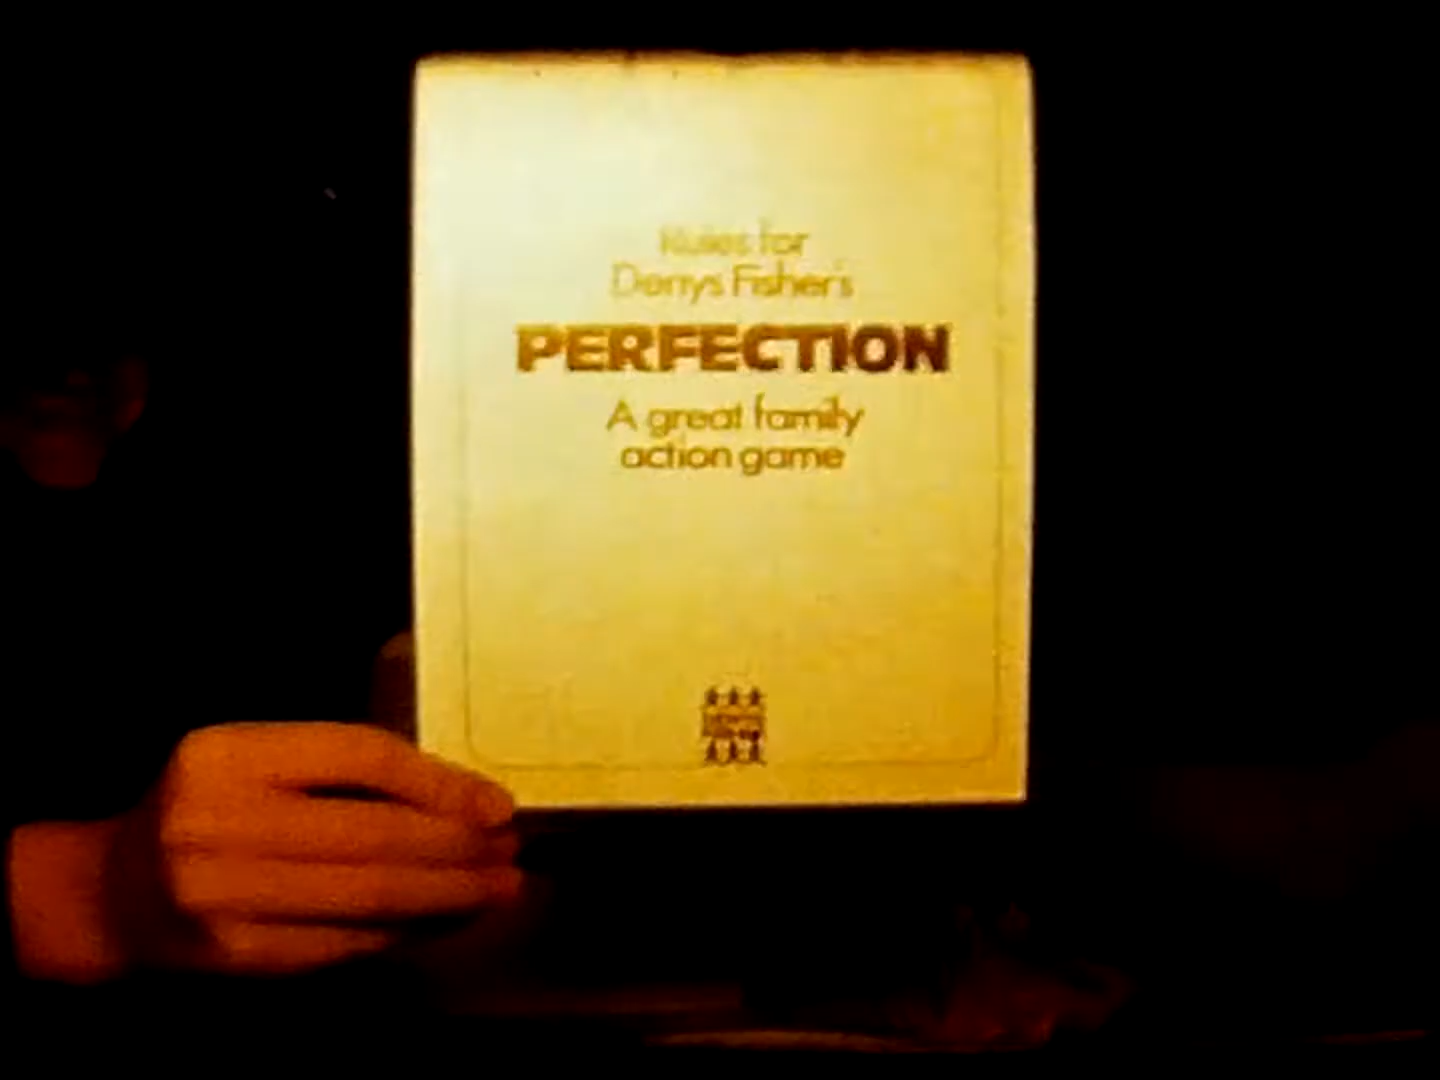 Rules for
Denys Fisher's
PERFECTION
A great family
action game